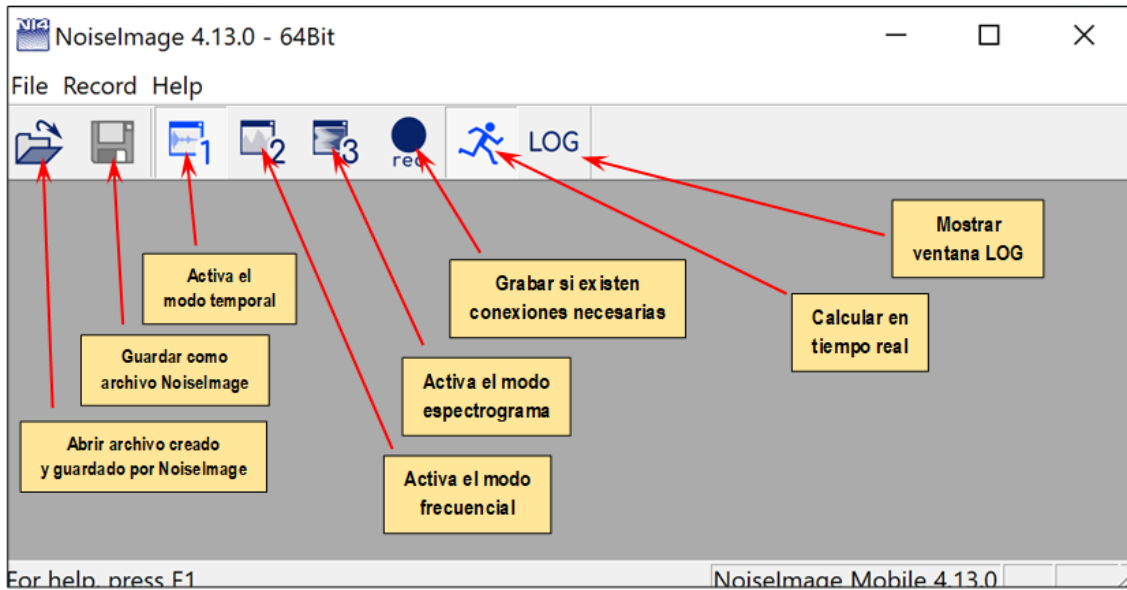 NI4
NoiseImage 4.13.0 - 64Bit
File Record Help
1 2 3 rec LOG
Mostrar
ventana LOG
Activa el
modo temporal
Grabar si existen
conexiones necesarias
Calcular en
tiempo real
Guardar como
archivo NoiseImage
Activa el modo
espectrograma
Abrir archivo creado
y guardado por NoiseImage
Activa el modo
frecuencial
For help, press F1
NoiseImage Mobile 4.13.0